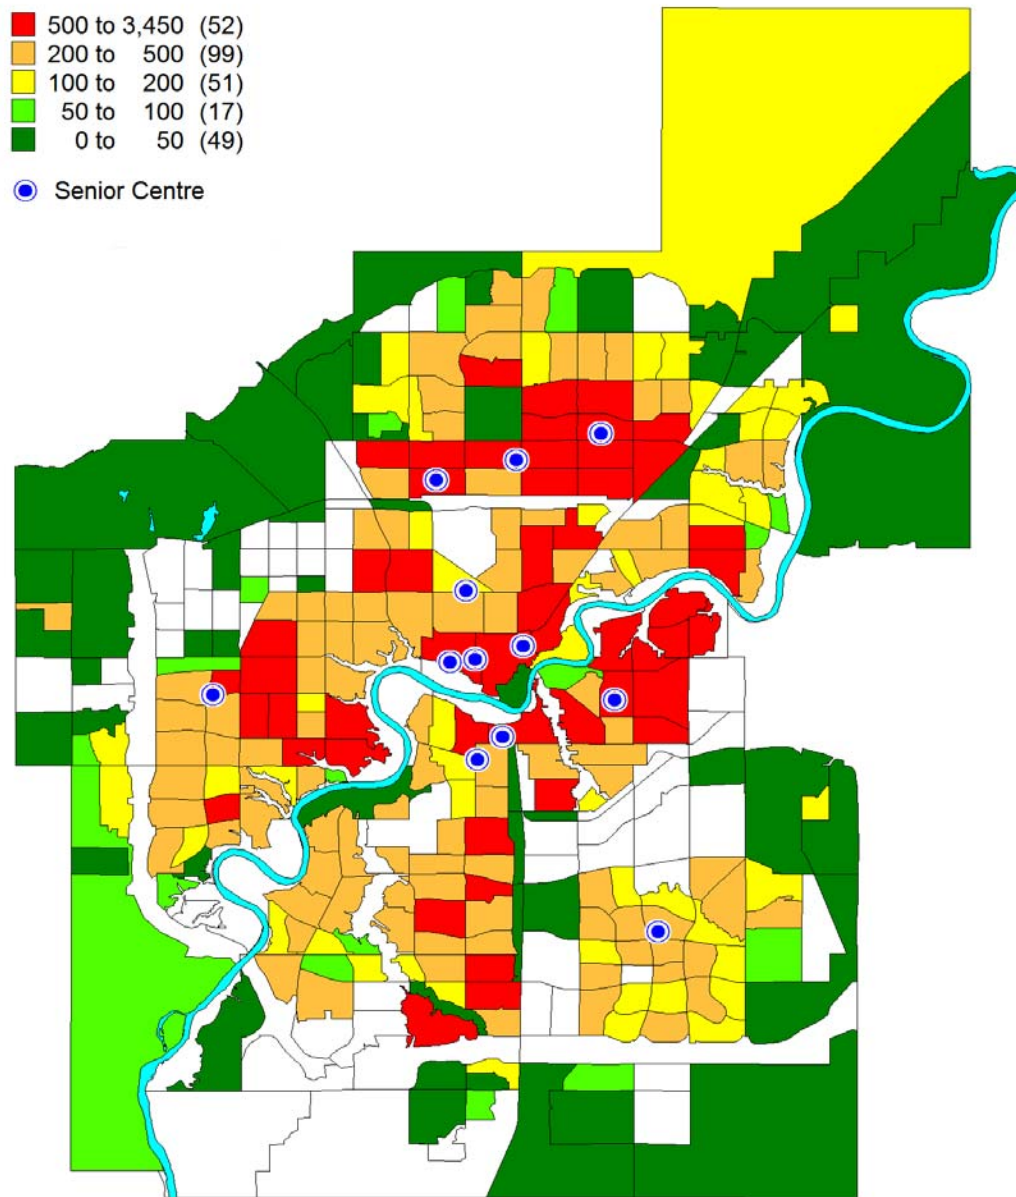 500 to 3,450 (52)
200 to 500 (99)
100 to 200 (51)
50 to 100 (17)
0 to 50 (49)
Senior Centre